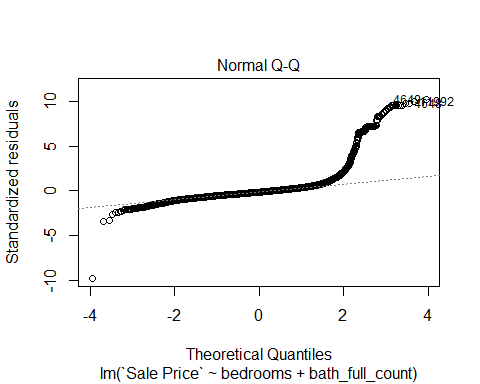 Normal Q-Q
Standardized residuals
10
5
0
-5
-10
-4
-2
0
2
4
Theoretical Quantiles
lm(`Sale Price` ~ bedrooms + bath_full_count)